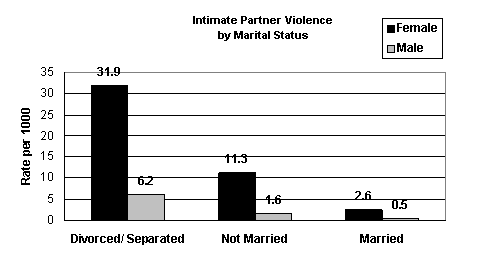 Intimate Partner Violence
by Marital Status
Female
Male
Rate per 1000
35
30
25
20
15
10
5
0
31.9
6.2
11.3
1.6
2.6
0.5
Divorced/ Separated
Not Married
Married